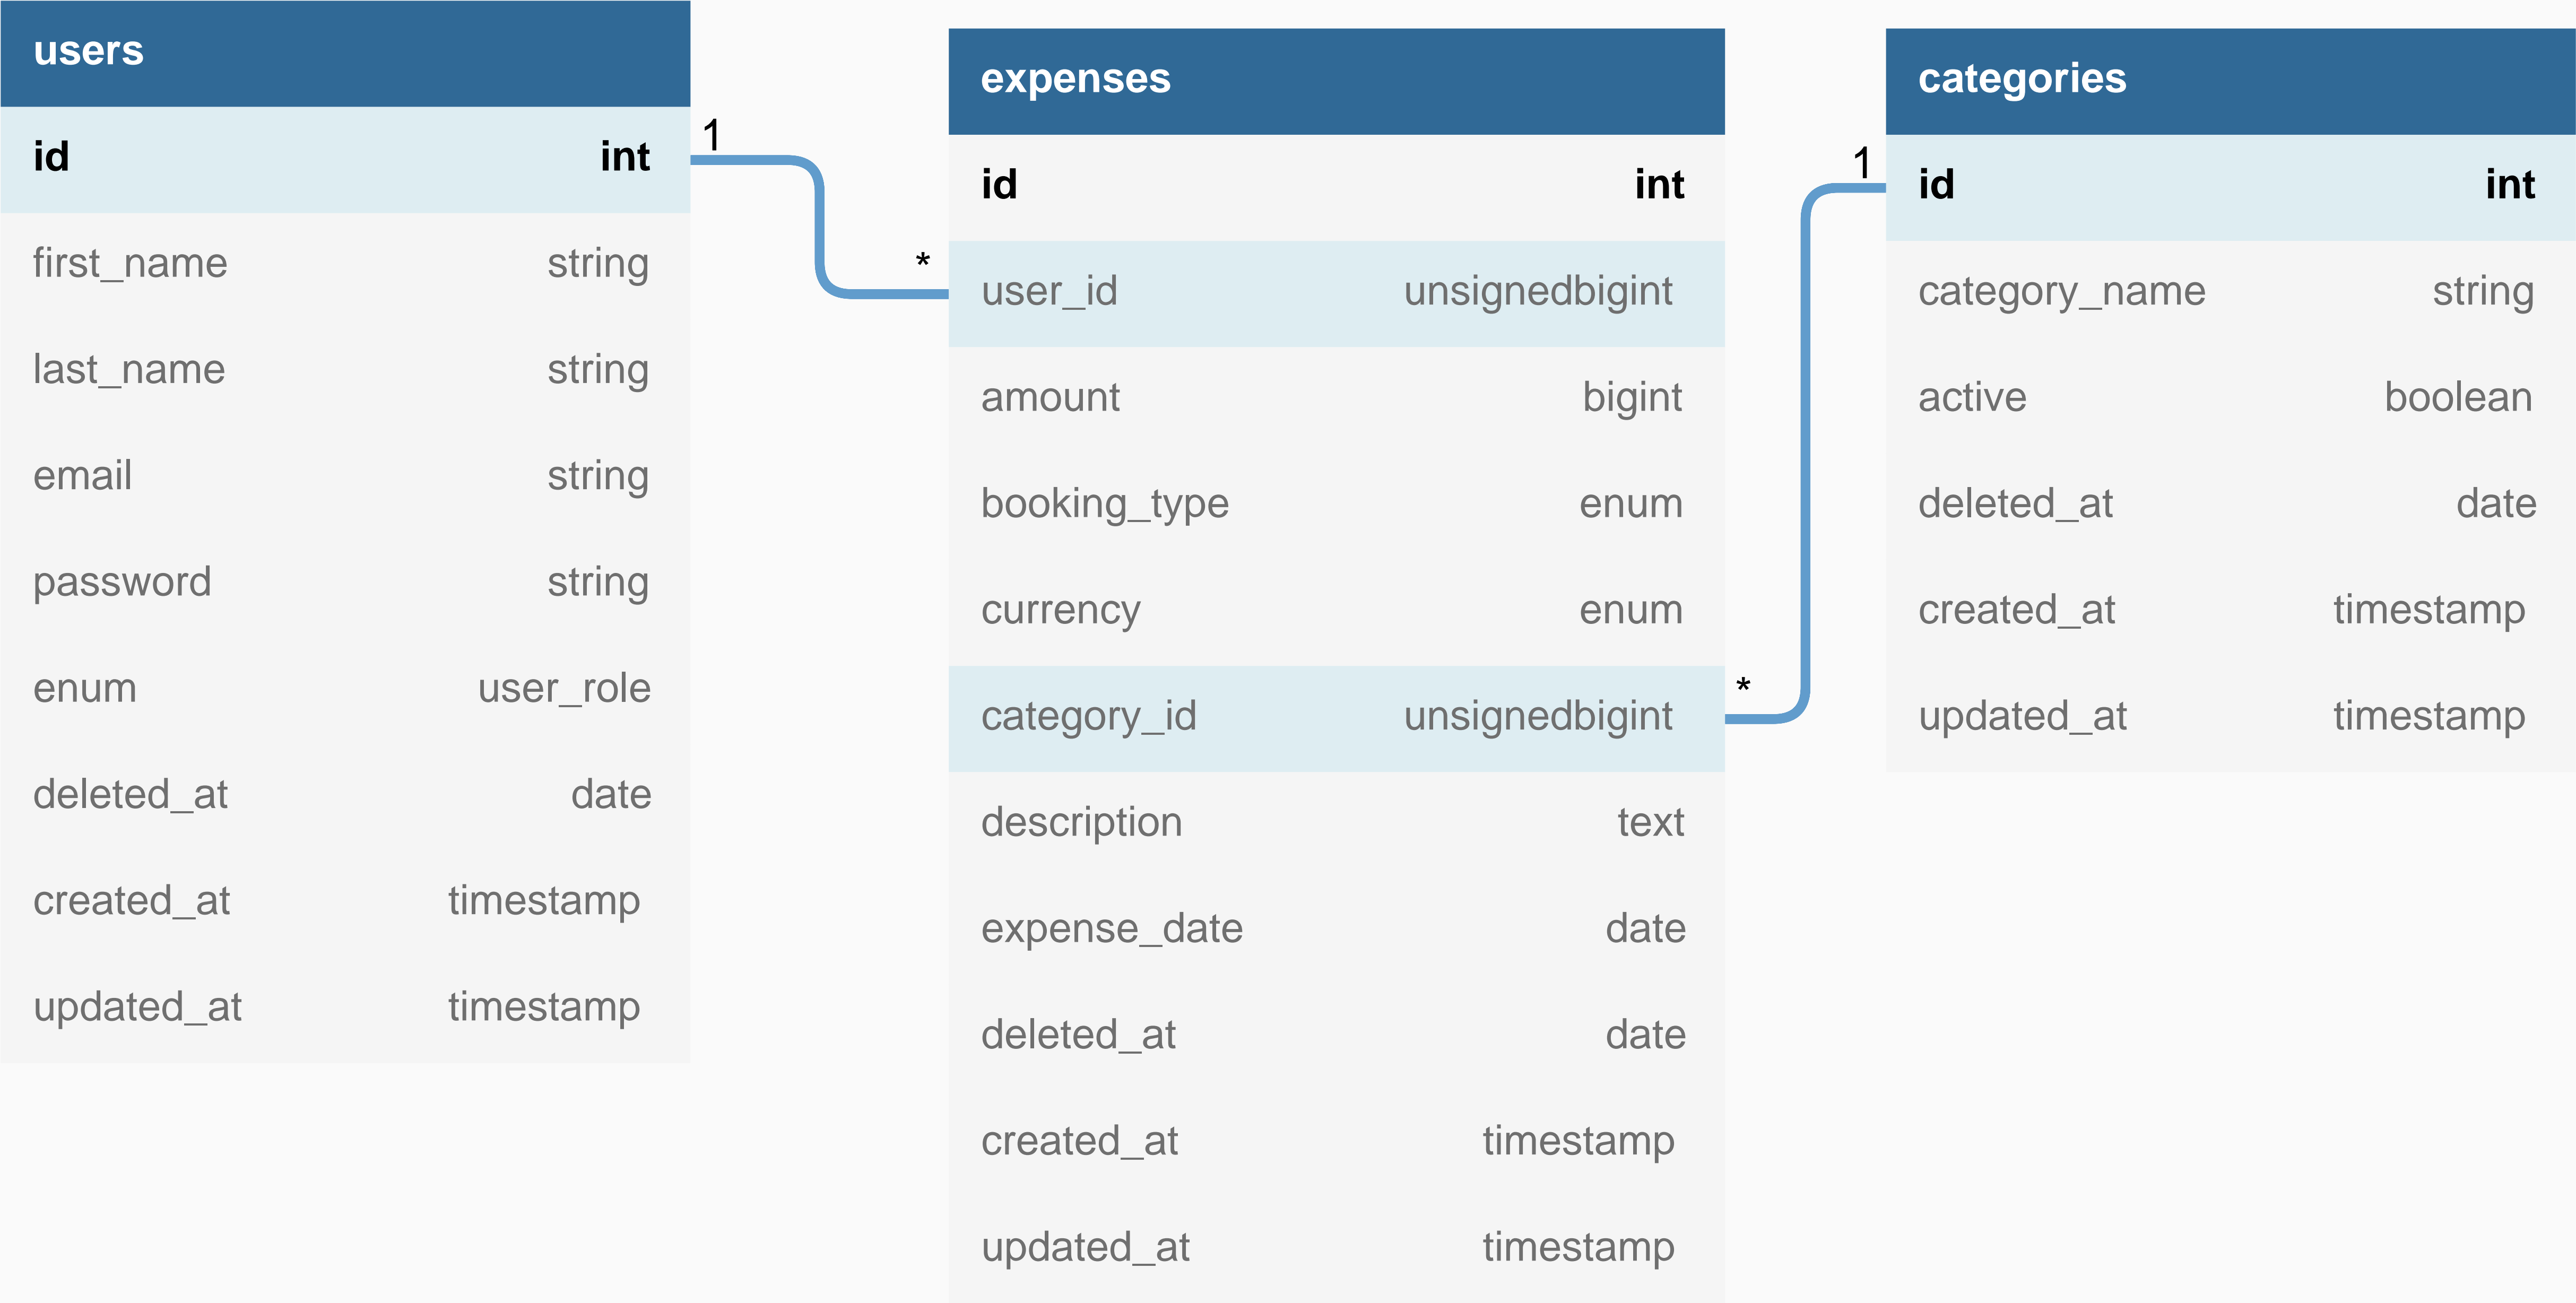 users
id int
first_name string
last_name string
email string
password string
enum user_role
deleted_at date
created_at timestamp
updated_at timestamp
1
*
expenses
id int
user_id unsignedbigint
amount bigint
booking_type enum
currency enum
category_id unsignedbigint
description text
expense_date date
deleted_at date
created_at timestamp
updated_at timestamp
*
1
categories
id int
category_name string
active boolean
deleted_at date
created_at timestamp
updated_at timestamp